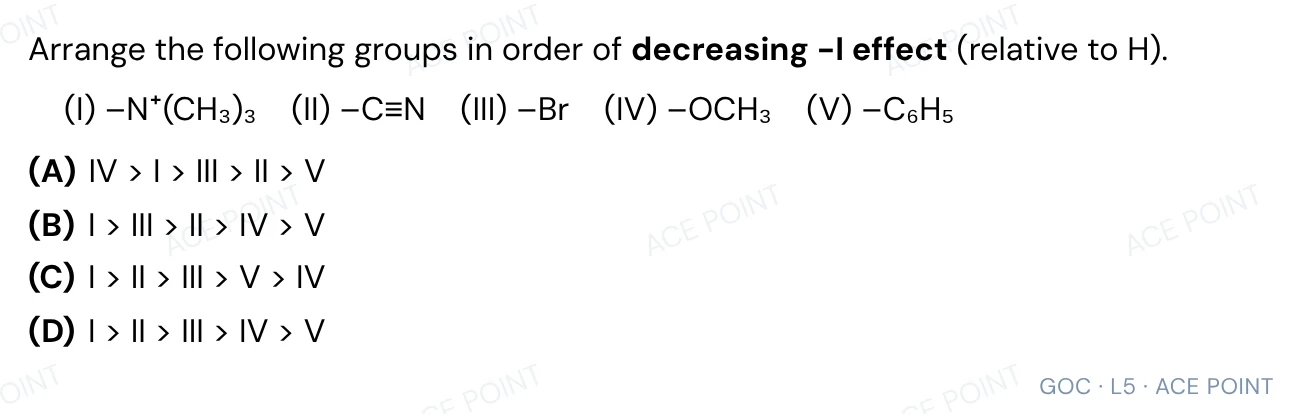 Arrange the following groups in order of decreasing –I effect (relative to H).
(I) –N⁺(CH₃)₃ (II) –C≡N (III) –Br (IV) –OCH₃ (V) –C₆H₅
(A) IV > I > III > II > V
(B) I > III > II > IV > V
(C) I > II > III > V > IV
(D) I > II > III > IV > V
GOC · L5 · ACE POINT